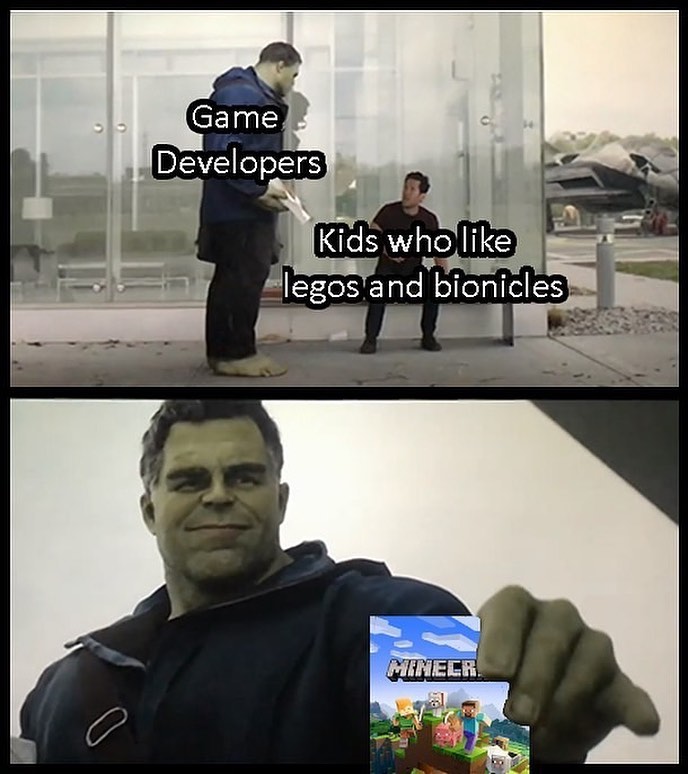 Game
Developers
Kids who like
legos and bionicles
MINECR